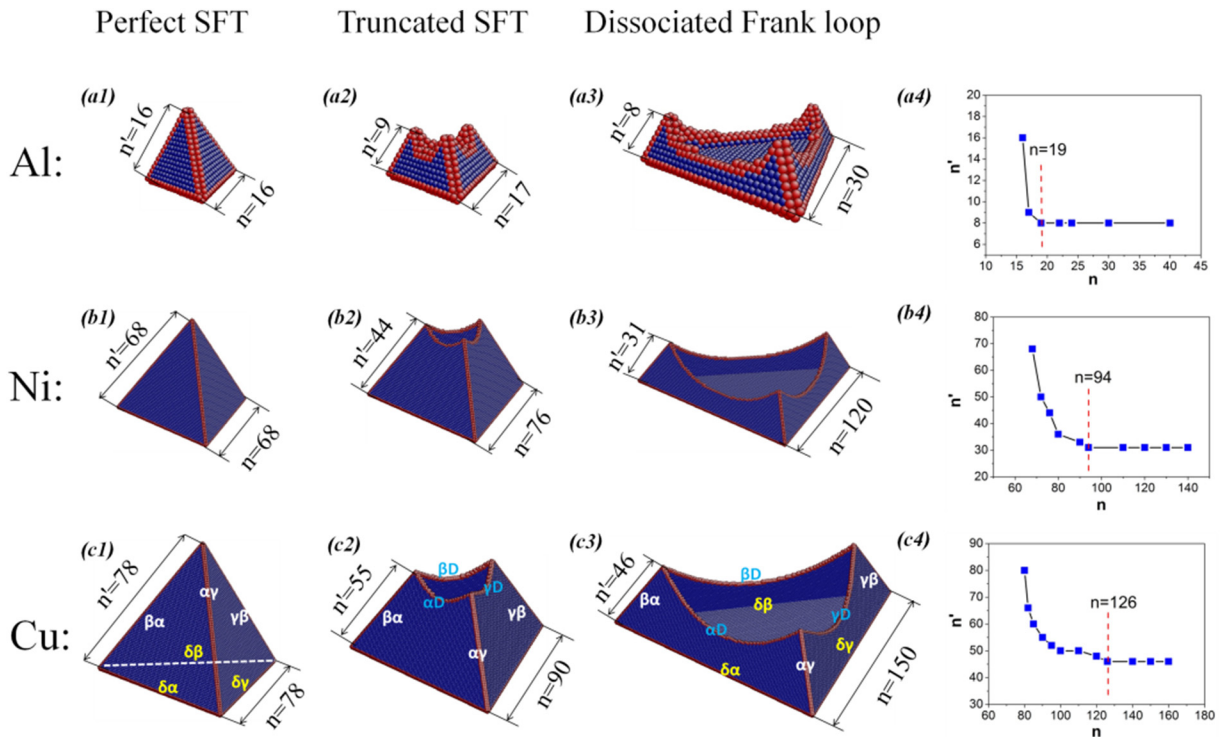 Perfect SFT Truncated SFT Dissociated Frank loop
Al:
(a1)
n'=16
n=16
(a2)
n'=9
n=17
(a3)
n'=8
n=30
(a4)
n'
20
18
16
14
12
10
8
6
n=19
10 15 20 25 30 35 40 45
n
Ni:
(b1)
n'=68
n=68
(b2)
n'=44
n=76
(b3)
n'=31
n=120
(b4)
n'
80
70
60
50
40
30
20
n=94
60 80 100 120 140
n
Cu:
(c1)
n'=78
βα
αγ
γβ
δβ
δα
δγ
n=78
(c2)
n'=55
βD
αD
γD
βα
γβ
αγ
n=90
(c3)
n'=46
βα
βD
γβ
δβ
αD
γD
δα
αγ
δγ
n=150
(c4)
n'
90
80
70
60
50
40
30
n=126
60 80 100 120 140 160
n